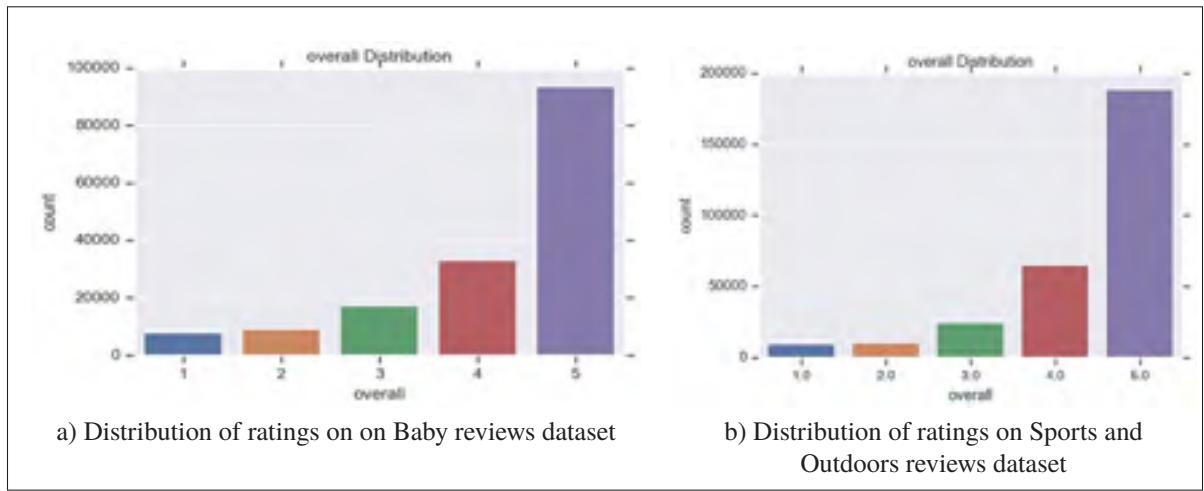 overall Distribution
100000
80000
60000
40000
20000
0
count
1 2 3 4 5
overall
a) Distribution of ratings on on Baby reviews dataset
overall Distribution
200000
150000
100000
50000
0
count
1.0 2.0 3.0 4.0 5.0
overall
b) Distribution of ratings on Sports and
Outdoors reviews dataset